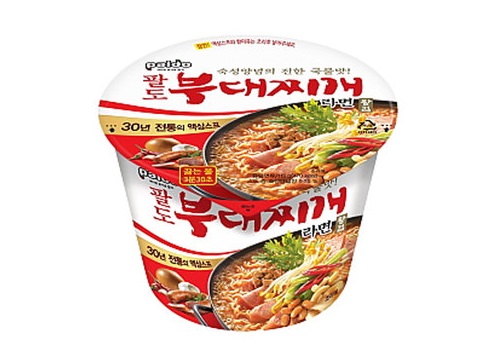 paldo
숙성양념의 진한 국물맛!
팔도
부대찌개
라면
30년 전통의 액상스프
끓는 물
3분30초
paldo
팔도
부대찌개
라면
30년 전통의 액상스프